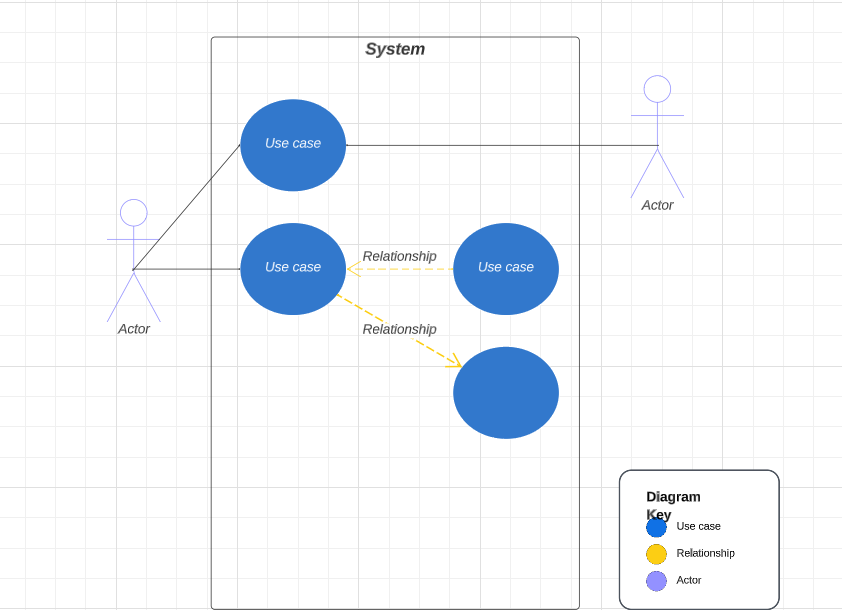 System
Use case
Actor
Use case
Relationship
Use case
Relationship
Actor
Diagram
Key
Use case
Relationship
Actor